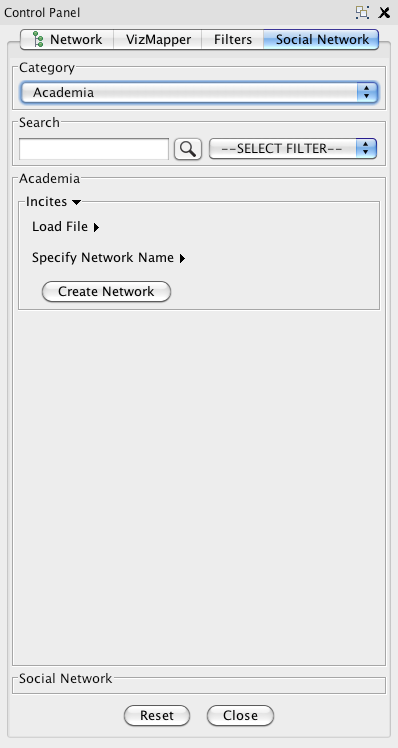 Control Panel
Network VizMapper Filters Social Network
Category
Academia
Search
--SELECT FILTER--
Academia
Incites
Load File
Specify Network Name
Create Network
Social Network
Reset Close